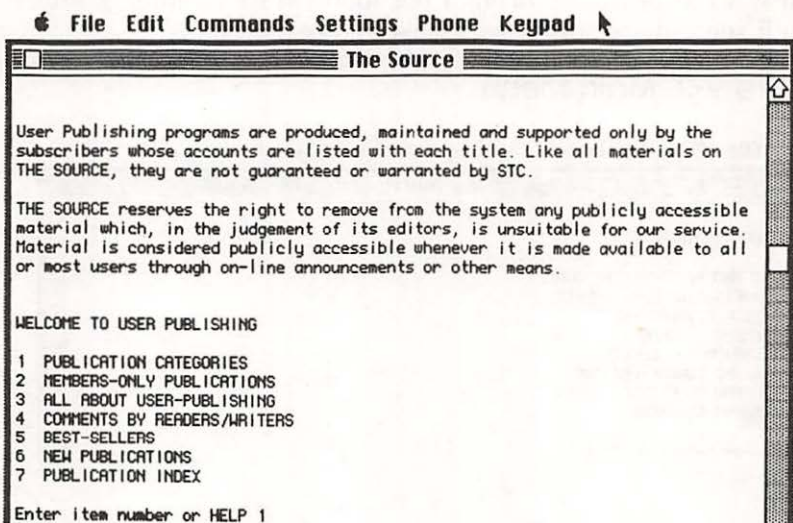 File Edit Commands Settings Phone Keypad
The Source
User Publishing programs are produced, maintained and supported only by the
subscribers whose accounts are listed with each title. Like all materials on
THE SOURCE, they are not guaranteed or warranted by STC.
THE SOURCE reserves the right to remove from the system any publicly accessible
material which, in the judgement of its editors, is unsuitable for our service.
Material is considered publicly accessible whenever it is made available to all
or most users through on-line announcements or other means.
WELCOME TO USER PUBLISHING
1 PUBLICATION CATEGORIES
2 MEMBERS-ONLY PUBLICATIONS
3 ALL ABOUT USER-PUBLISHING
4 COMMENTS BY READERS/WRITERS
5 BEST-SELLERS
6 NEW PUBLICATIONS
7 PUBLICATION INDEX
Enter item number or HELP 1